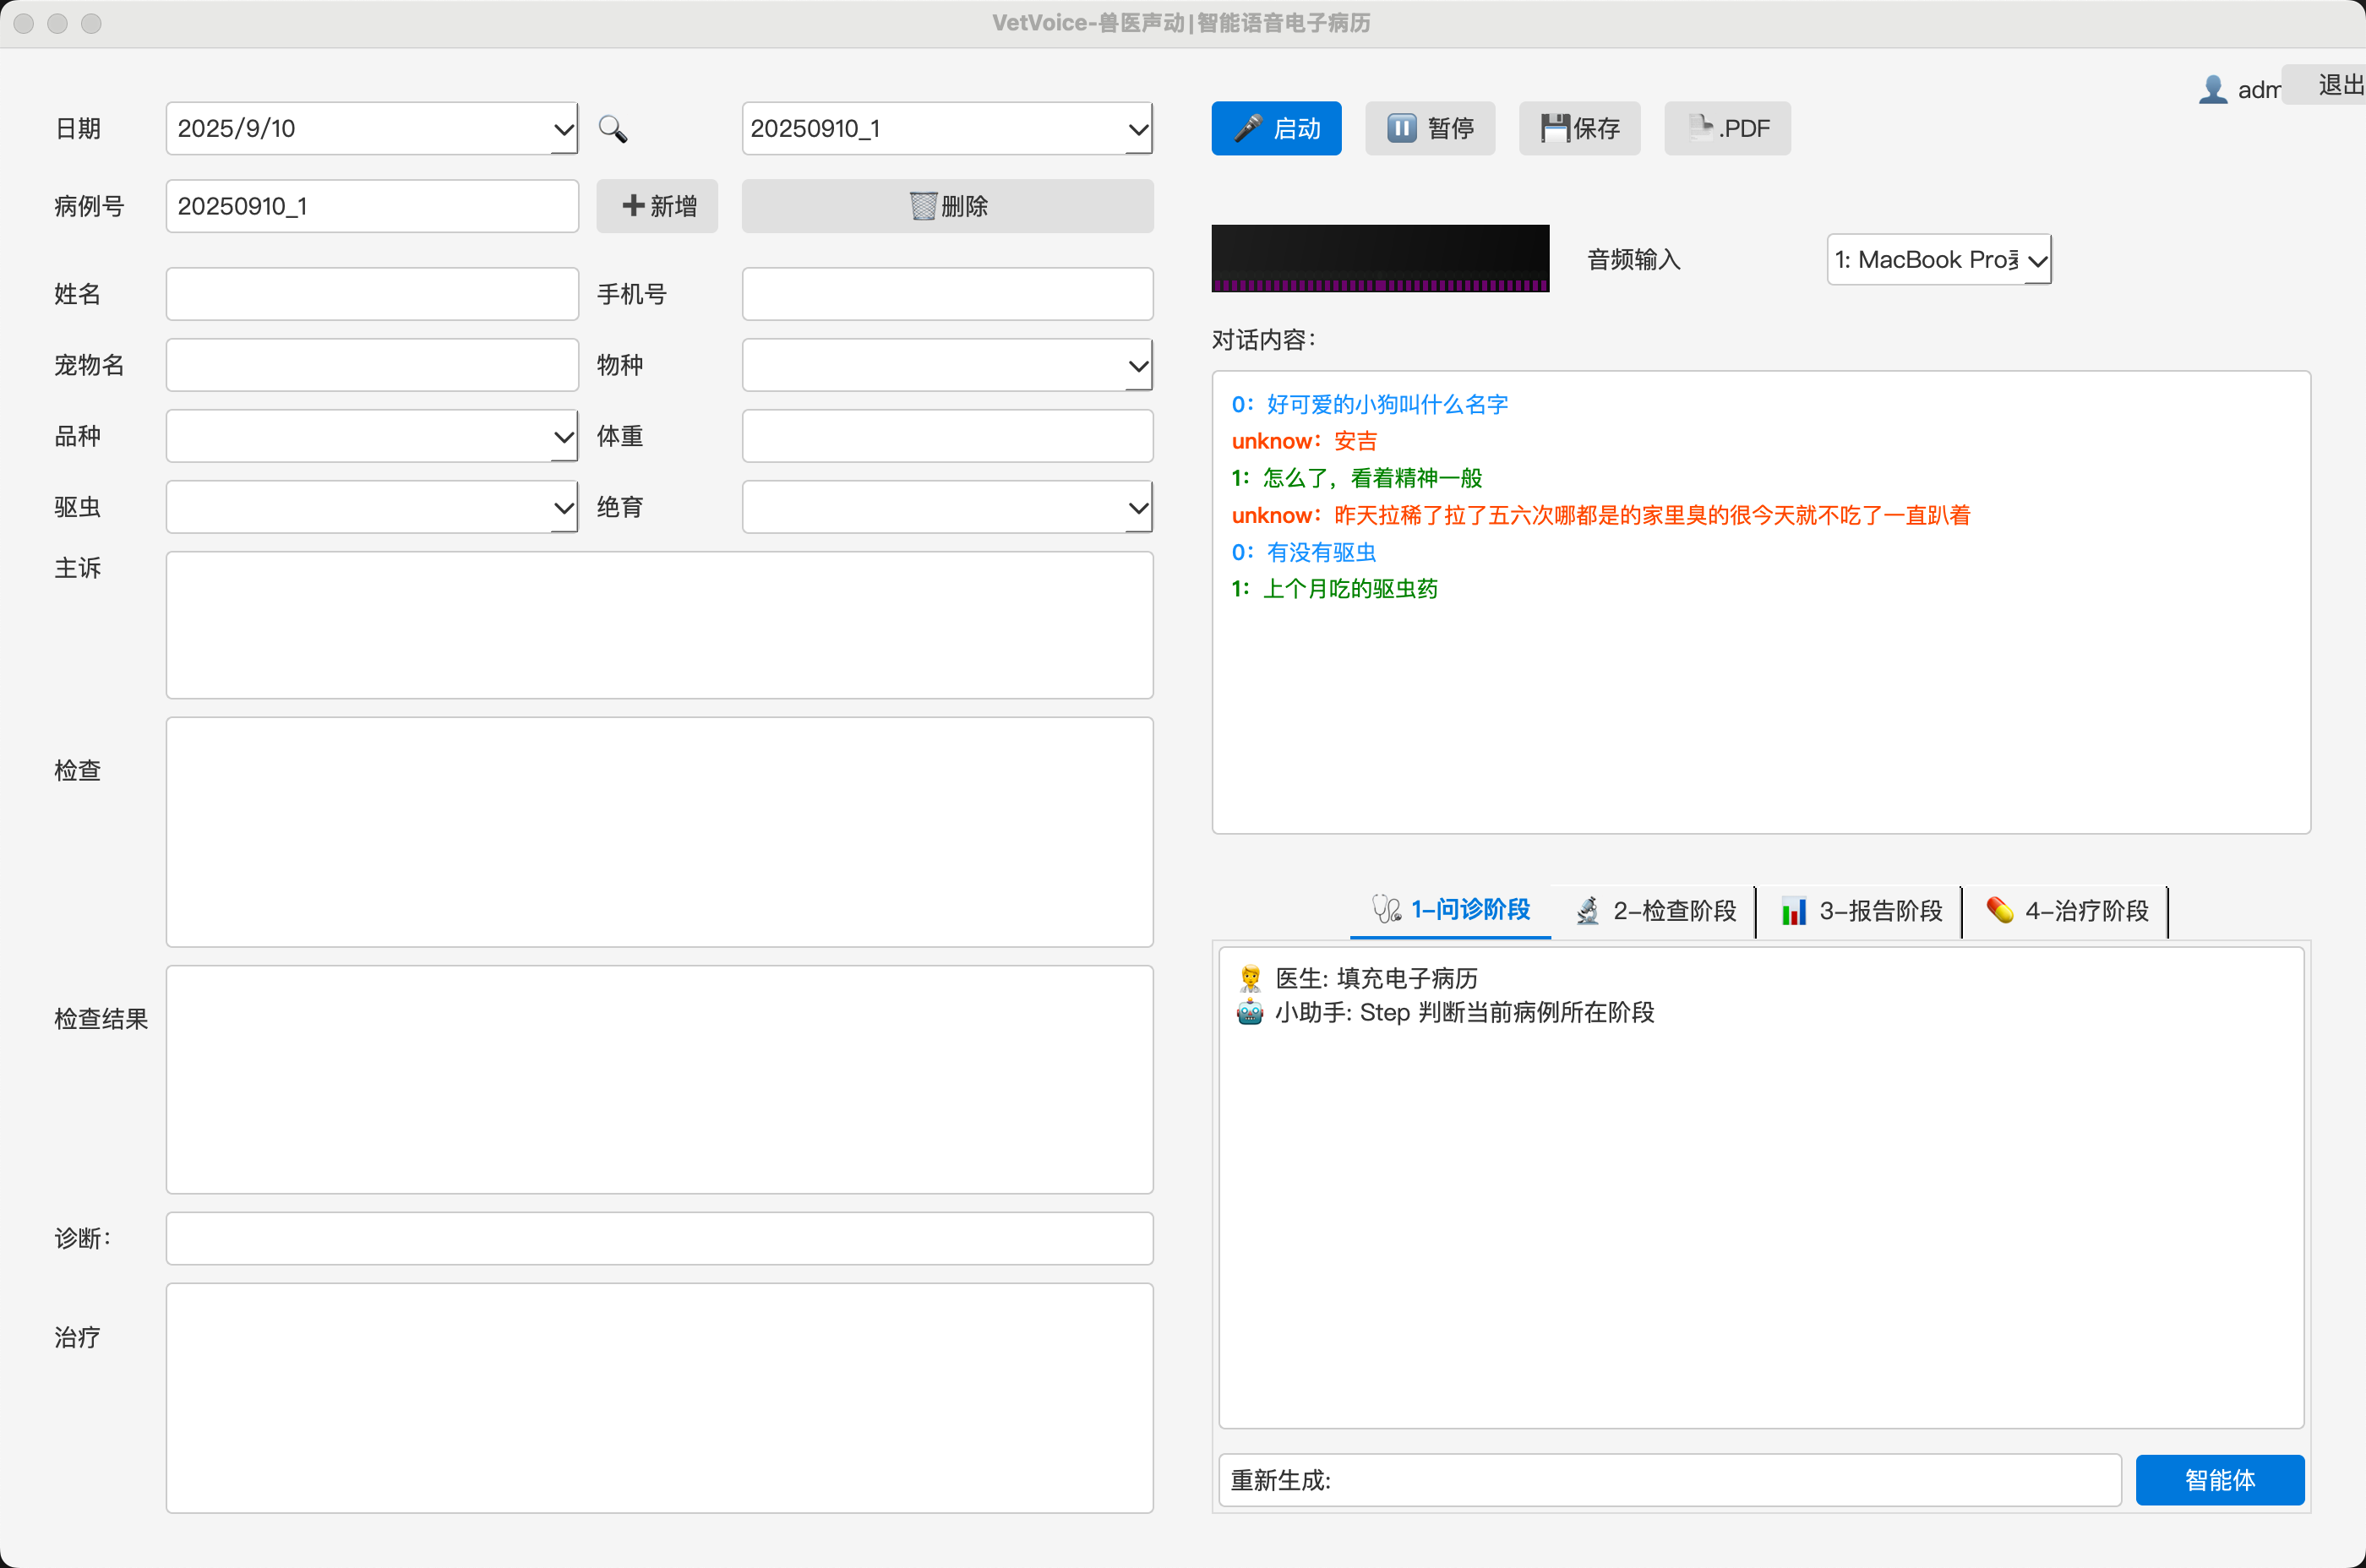 VetVoice-兽医声动|智能语音电子病历
adm
退出
日期
2025/9/10
20250910_1
启动
暂停
保存
.PDF
病例号
20250910_1
新增
删除
音频输入
1: MacBook Pro
姓名
手机号
对话内容：
宠物名
物种
品种
体重
驱虫
绝育
0：好可爱的小狗叫什么名字
unknow：安吉
1：怎么了，看着精神一般
unknow：昨天拉稀了拉了五六次哪都是的家里臭的很今天就不吃了一直趴着
0：有没有驱虫
1：上个月吃的驱虫药
主诉
检查
检查结果
诊断：
治疗
1-问诊阶段
2-检查阶段
3-报告阶段
4-治疗阶段
医生: 填充电子病历
小助手: Step 判断当前病例所在阶段
重新生成:
智能体